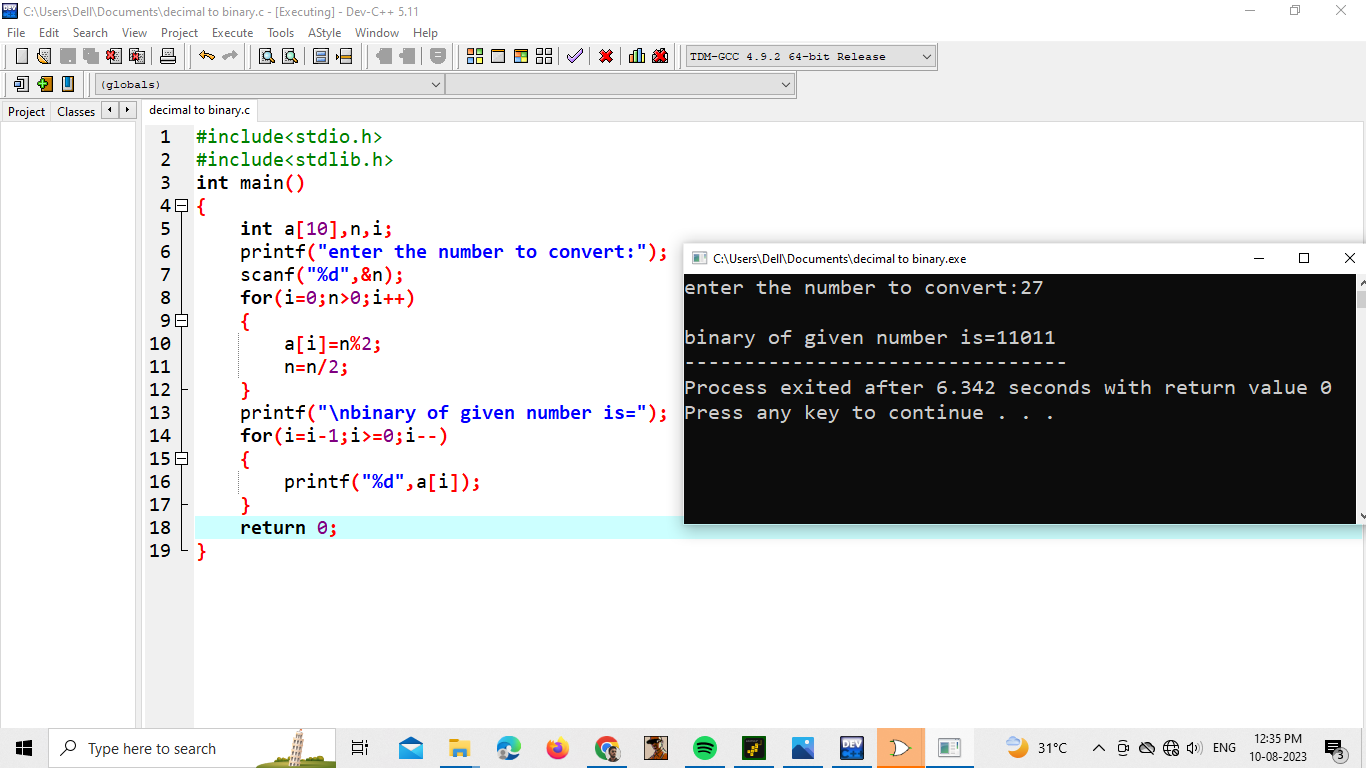 C:\Users\Dell\Documents\decimal to binary.c - [Executing] - Dev-C++ 5.11
File Edit Search View Project Execute Tools AStyle Window Help
TDM-GCC 4.9.2 64-bit Release
(globals)
Project Classes decimal to binary.c
1 #include<stdio.h>
2 #include<stdlib.h>
3 int main()
4 {
5 int a[10],n,i;
6 printf("enter the number to convert:");
7 scanf("%d",&n);
8 for(i=0;n>0;i++)
9 {
10 a[i]=n%2;
11 n=n/2;
12 }
13 printf("\nbinary of given number is=");
14 for(i=i-1;i>=0;i--)
15 {
16 printf("%d",a[i]);
17 }
18 return 0;
19 }
C:\Users\Dell\Documents\decimal to binary.exe
enter the number to convert:27
binary of given number is=11011
--------------------------------
Process exited after 6.342 seconds with return value 0
Press any key to continue . . .
Type here to search
DEV
31°C
ENG
12:35 PM
10-08-2023
3